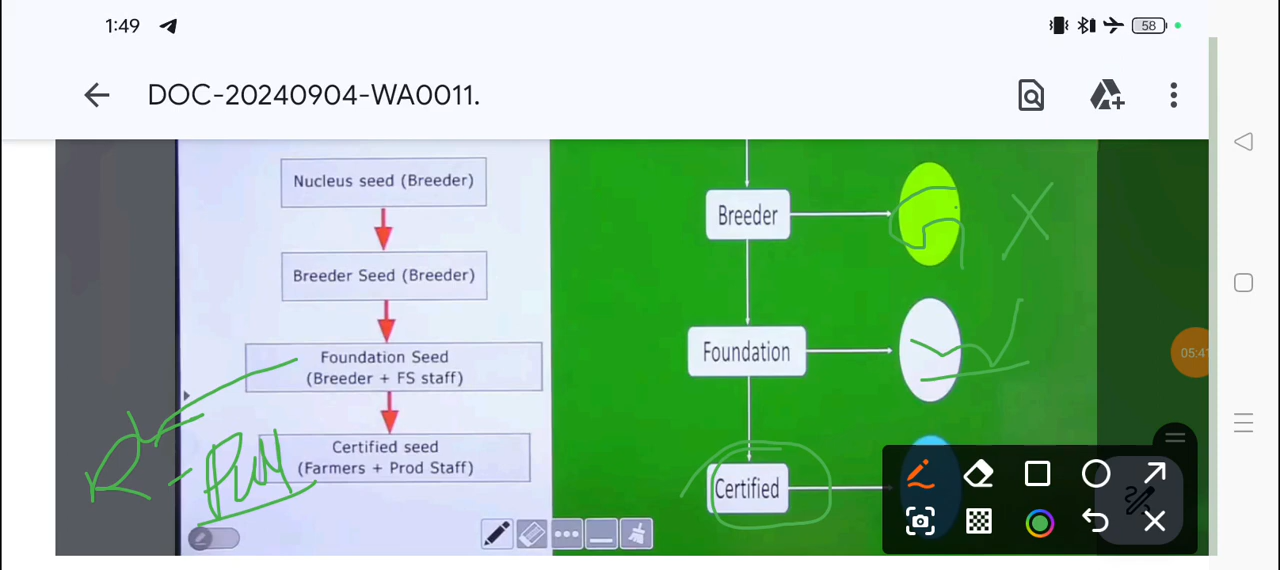 1:49
58
DOC-20240904-WA0011.
Nucleus seed (Breeder)
Breeder Seed (Breeder)
Foundation Seed
(Breeder + FS staff)
Certified seed
(Farmers + Prod Staff)
Breeder
Foundation
Certified
05:41